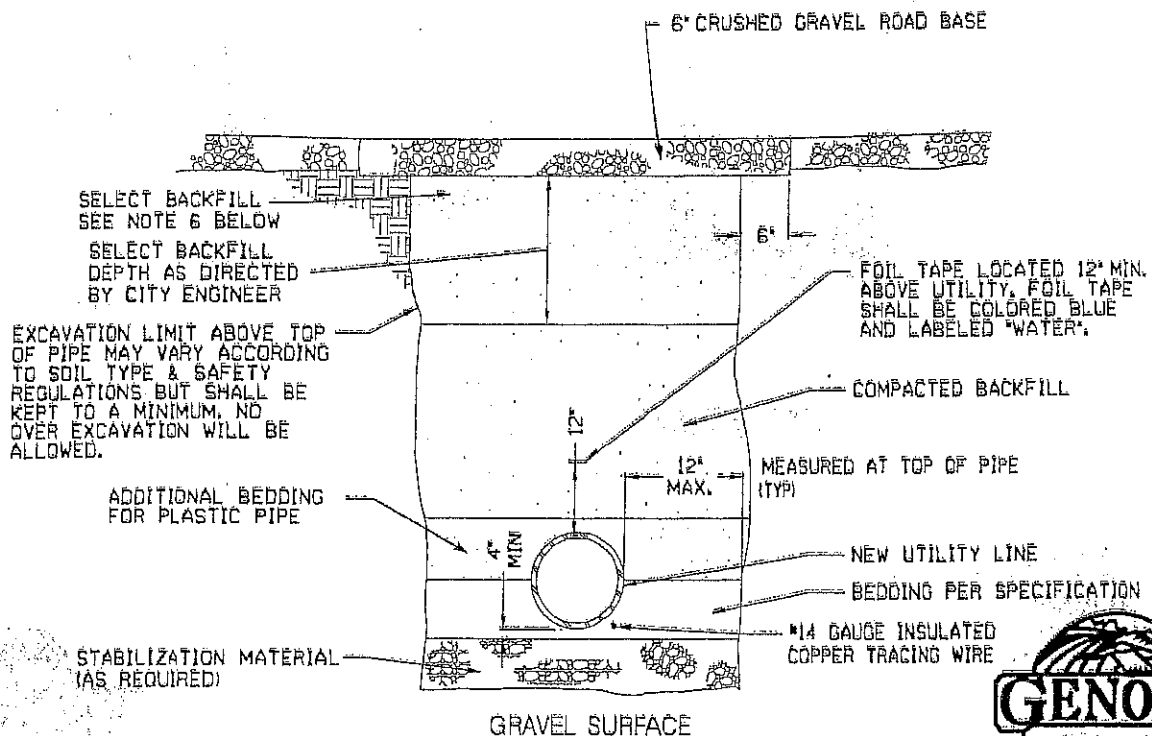 6" CRUSHED GRAVEL ROAD BASE
SELECT BACKFILL
SEE NOTE 6 BELOW
SELECT BACKFILL
DEPTH AS DIRECTED
BY CITY ENGINEER
6"
FOIL TAPE LOCATED 12" MIN.
ABOVE UTILITY. FOIL TAPE
SHALL BE COLORED BLUE
AND LABELED "WATER".
EXCAVATION LIMIT ABOVE TOP
OF PIPE MAY VARY ACCORDING
TO SOIL TYPE & SAFETY
REGULATIONS BUT SHALL BE
KEPT TO A MINIMUM. NO
OVER EXCAVATION WILL BE
ALLOWED.
COMPACTED BACKFILL
12"
12"
MAX.
MEASURED AT TOP OF PIPE
(TYP)
ADDITIONAL BEDDING
FOR PLASTIC PIPE
4"
MINI
NEW UTILITY LINE
BEDDING PER SPECIFICATION
#14 GAUGE INSULATED
COPPER TRACING WIRE
STABILIZATION MATERIAL
(AS REQUIRED)
GRAVEL SURFACE
GENO